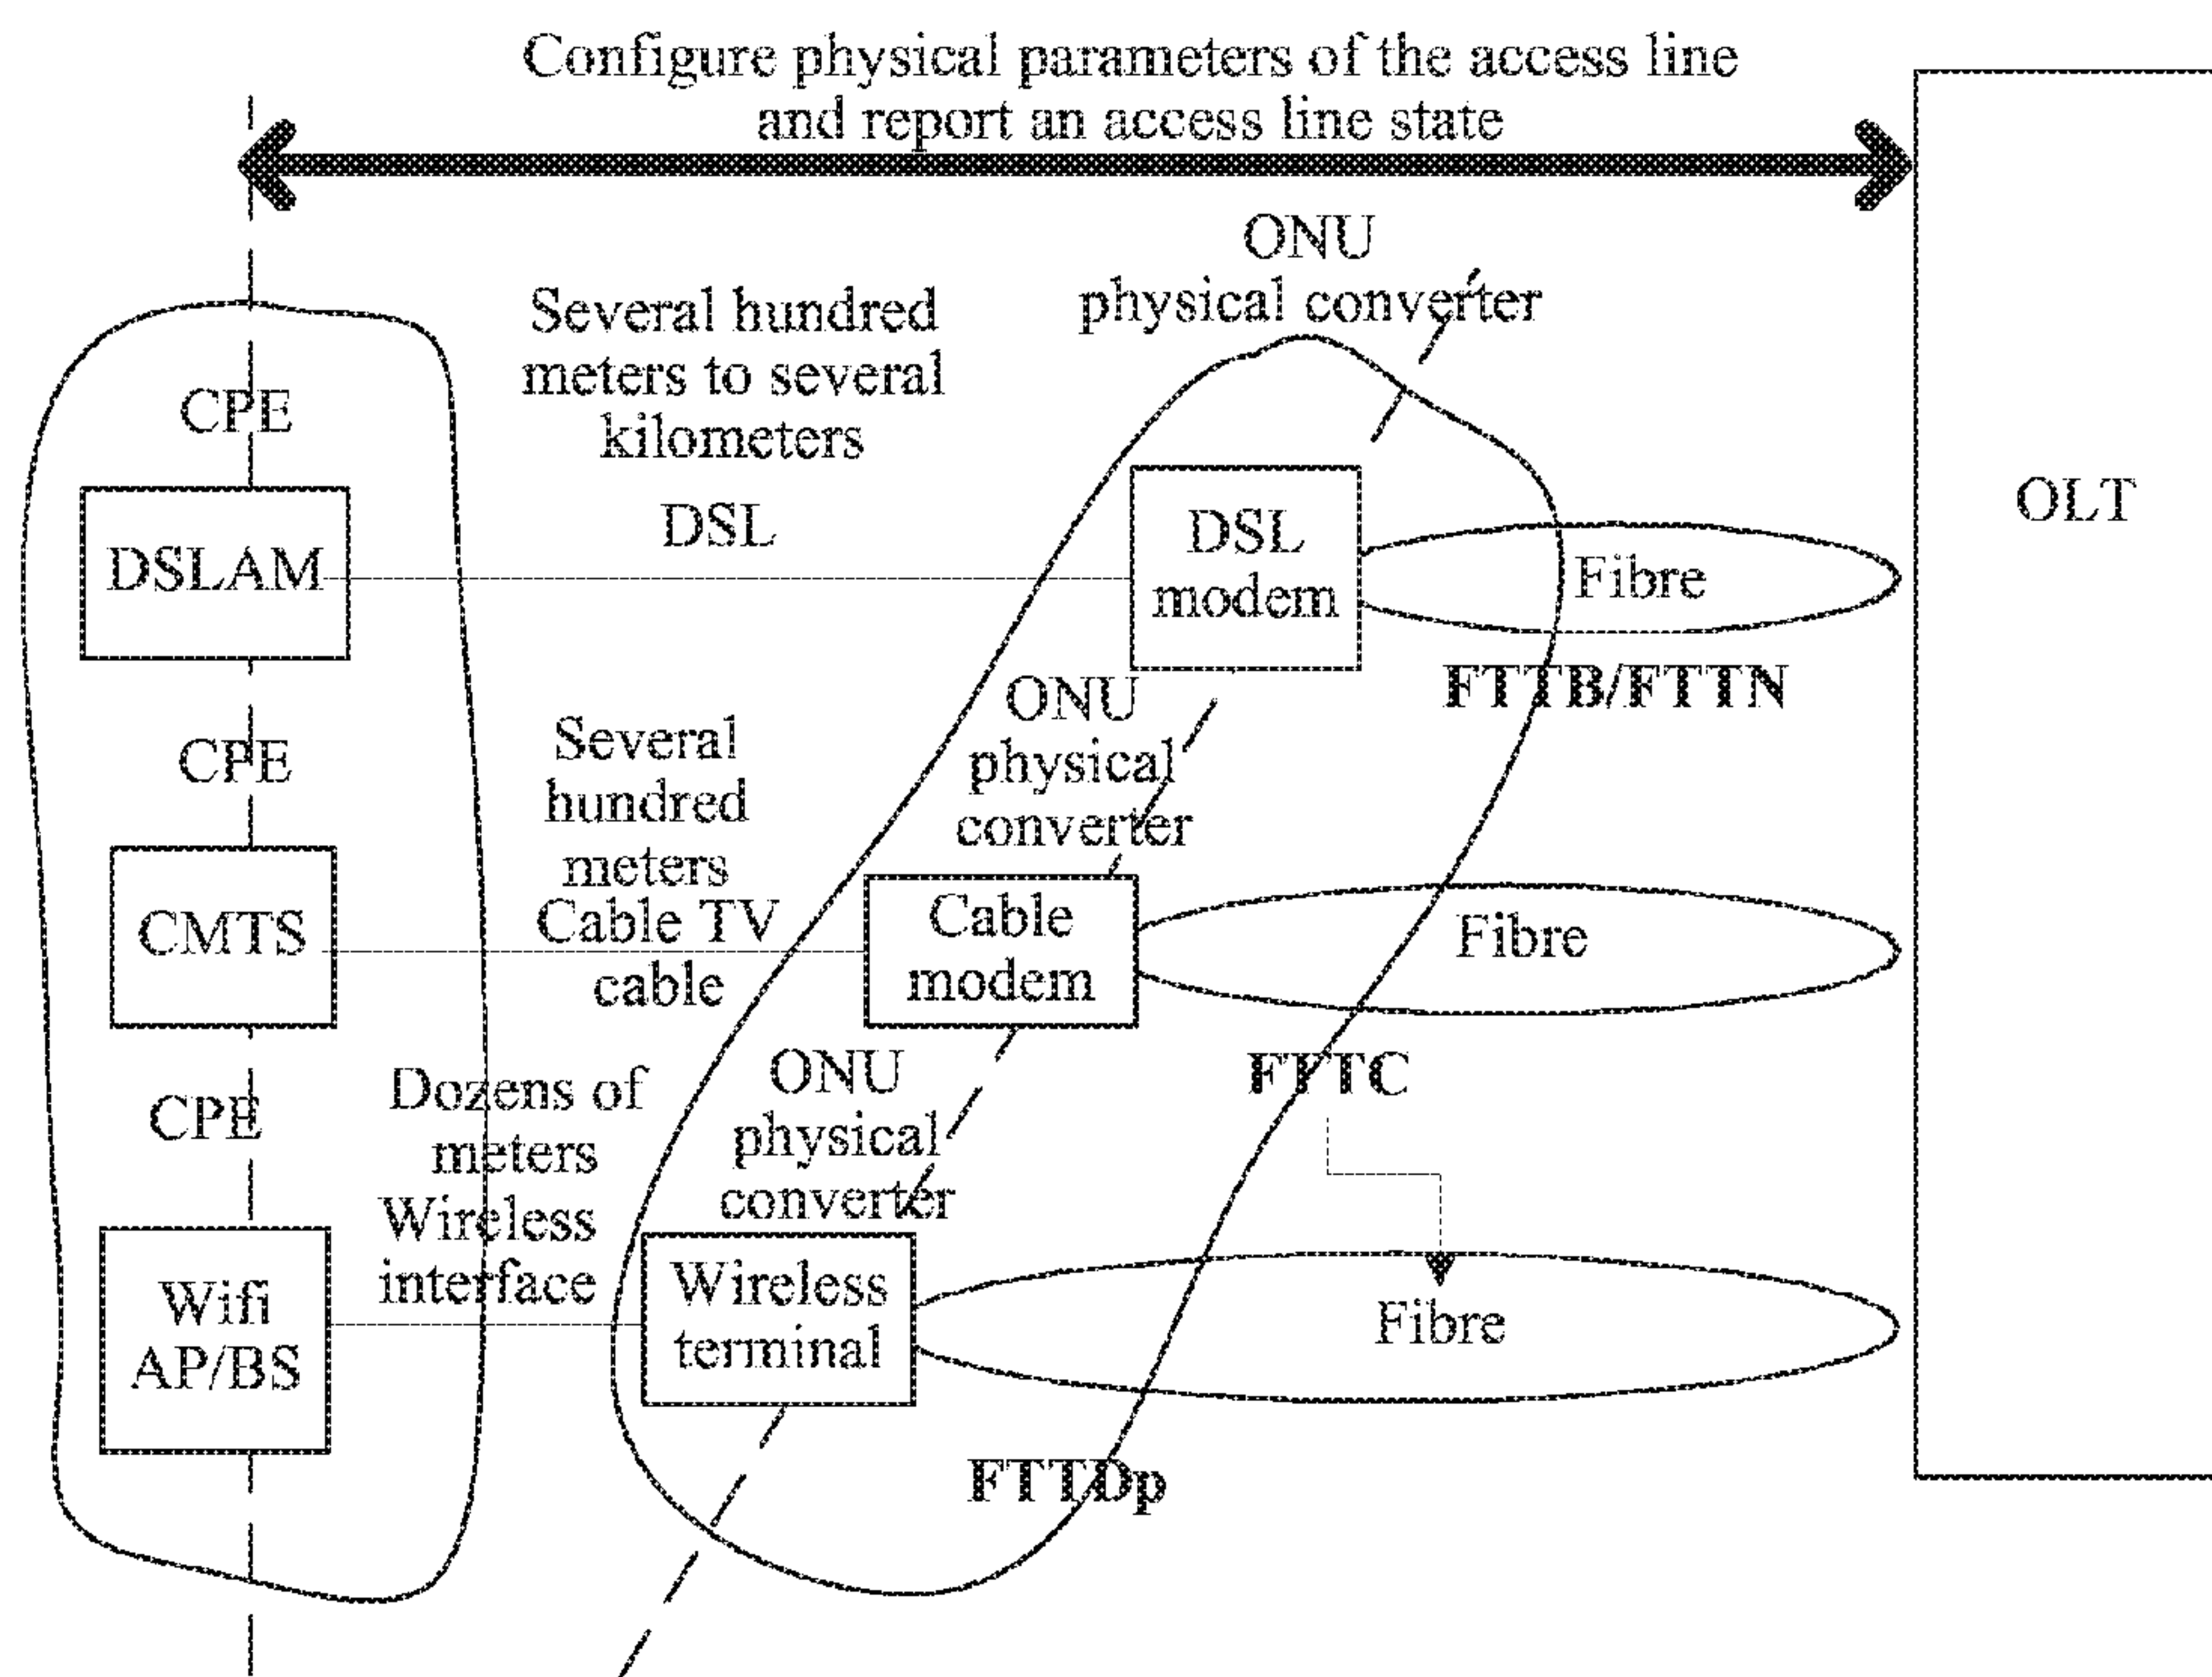 Configure physical parameters of the access line
and report an access line state
ONU
physical converter
Several hundred
meters to several
kilometers
CPE
DSL
DSLAM
DSL
modem
Fibre
OLT
FTTB/FTTN
ONU
physical
converter
CPE
Several
hundred
meters
Cable TV
cable
CMTS
Cable
modem
Fibre
FTTC
ONU
physical
converter
CPE
Dozens of
meters
Wireless
interface
Wifi
AP/BS
Wireless
terminal
Fibre
FTTDp